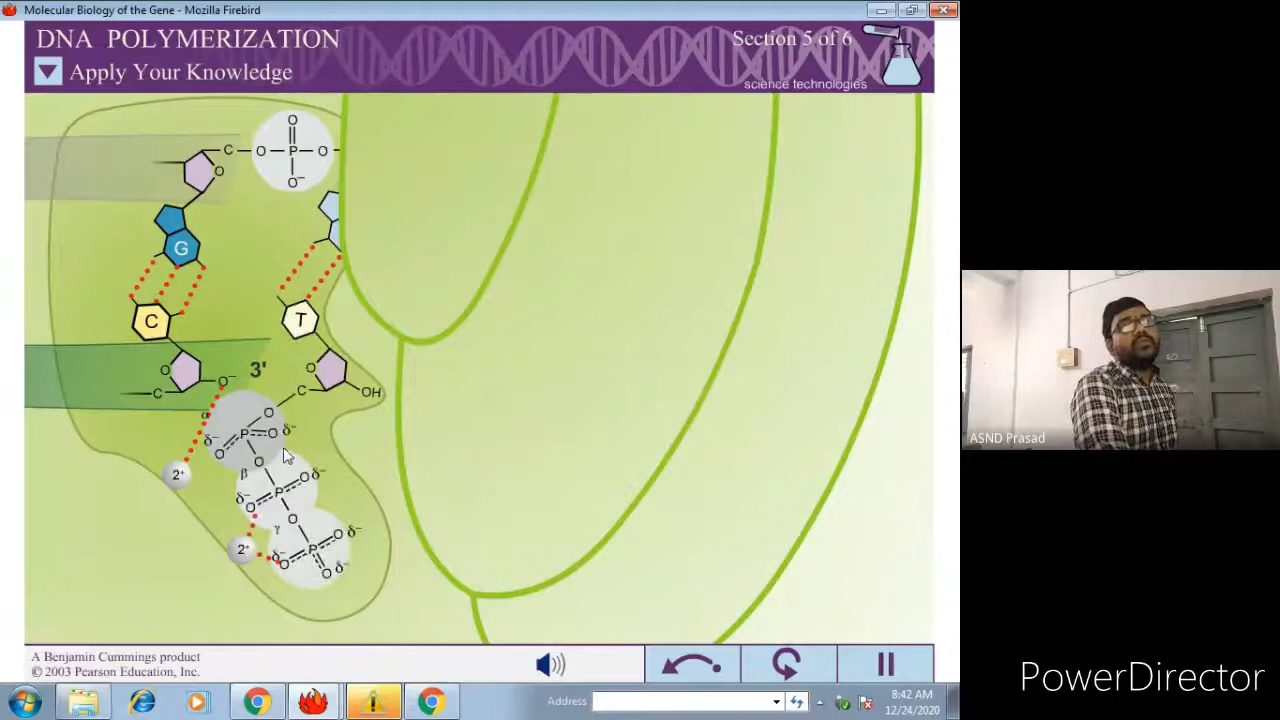 Molecular Biology of the Gene - Mozilla Firebird
DNA POLYMERIZATION
Section 5 of 6
Apply Your Knowledge
science technologies
O
P
C O P O
O
O⁻
G
C
T
O
O
3'
C
O⁻
C
OH
α
O
δ⁻
P
O
δ⁻
O
2⁺
β
O
δ⁻
P
O
δ⁻
O
γ
O
2⁺
δ⁻
O
P
O
δ⁻
O
δ⁻
A Benjamin Cummings product
© 2003 Pearson Education, Inc.
ASND Prasad
PowerDirector
Address
8:42 AM
12/24/2020